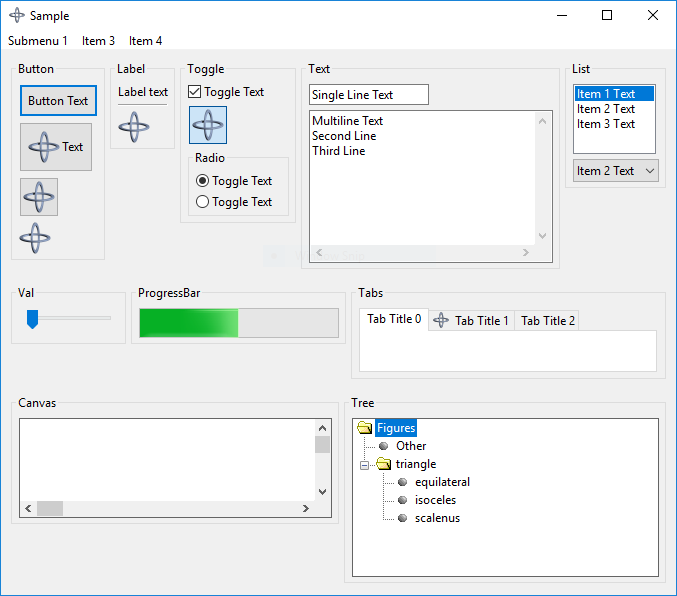 Sample
Submenu 1 Item 3 Item 4
Button
Button Text
Text
Label
Label text
Toggle
Toggle Text
Radio
Toggle Text
Toggle Text
Text
Single Line Text
Multiline Text
Second Line
Third Line
List
Item 1 Text
Item 2 Text
Item 3 Text
Item 2 Text
Val
ProgressBar
Tabs
Tab Title 0 Tab Title 1 Tab Title 2
Canvas
Tree
Figures
Other
triangle
equilateral
isoceles
scalenus